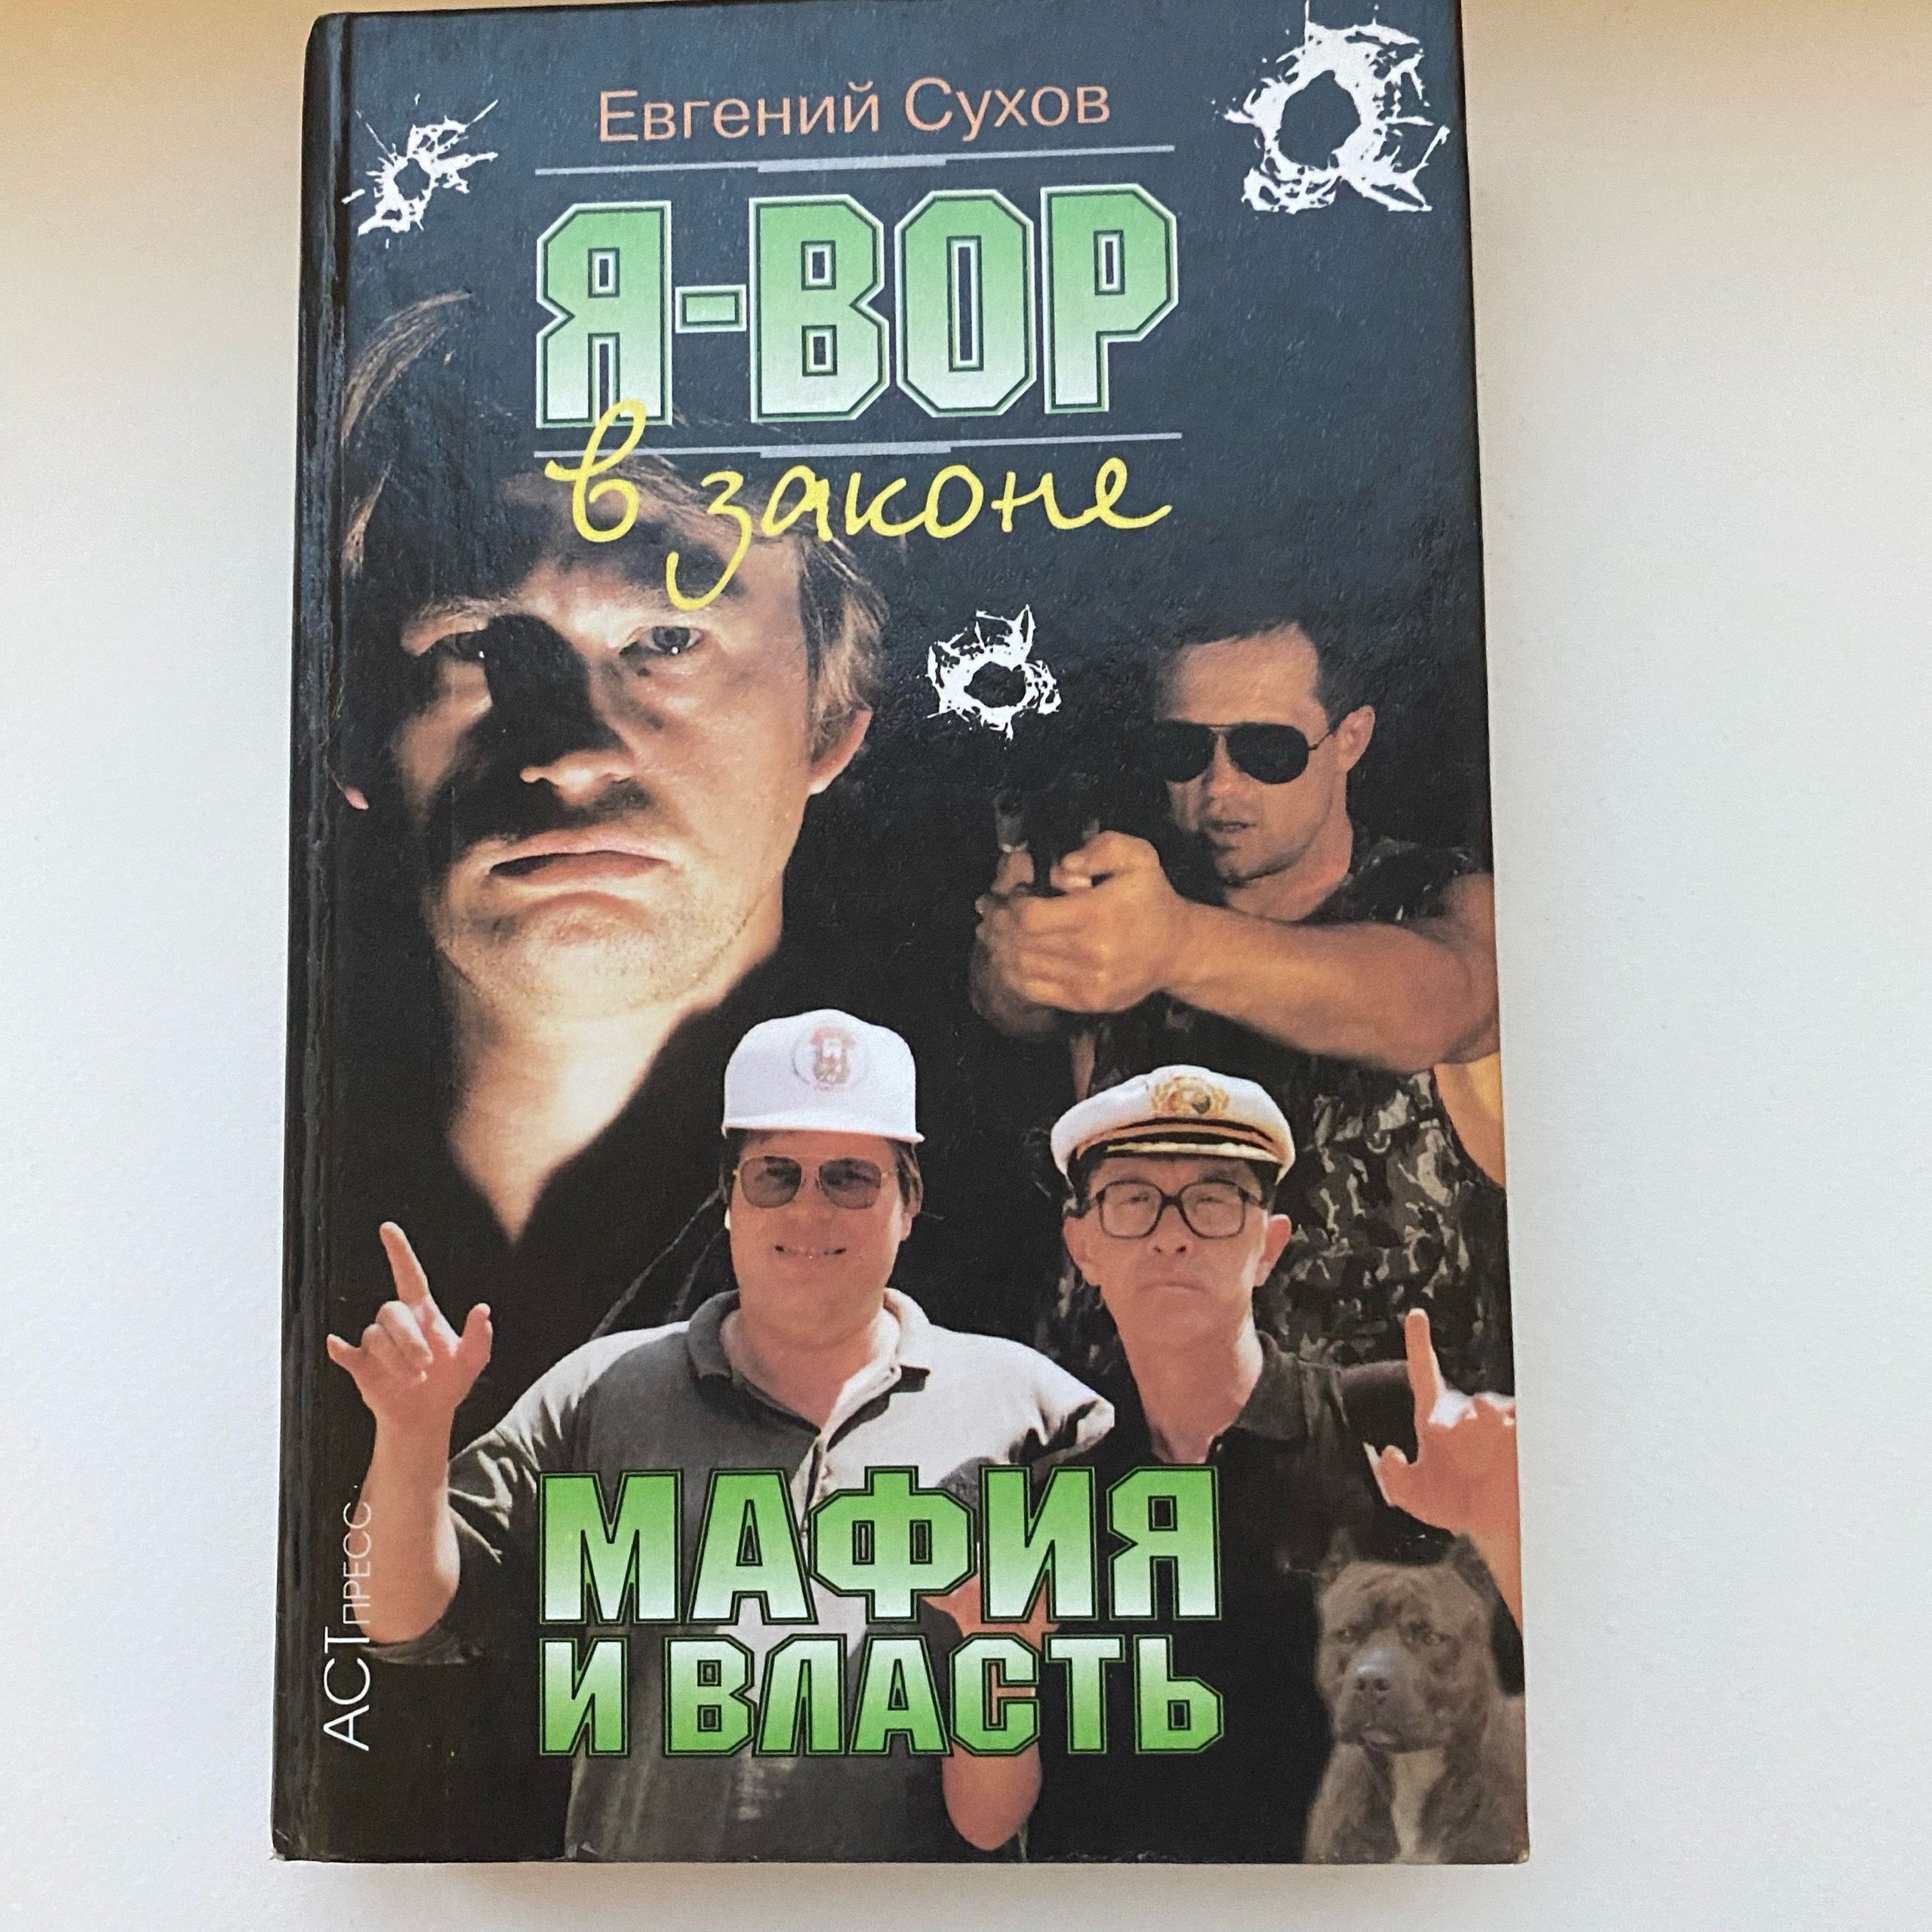 Евгений Сухов
Я-ВОР
в законе
МАФИЯ
И ВЛАСТЬ
АСТ ПРЕСС